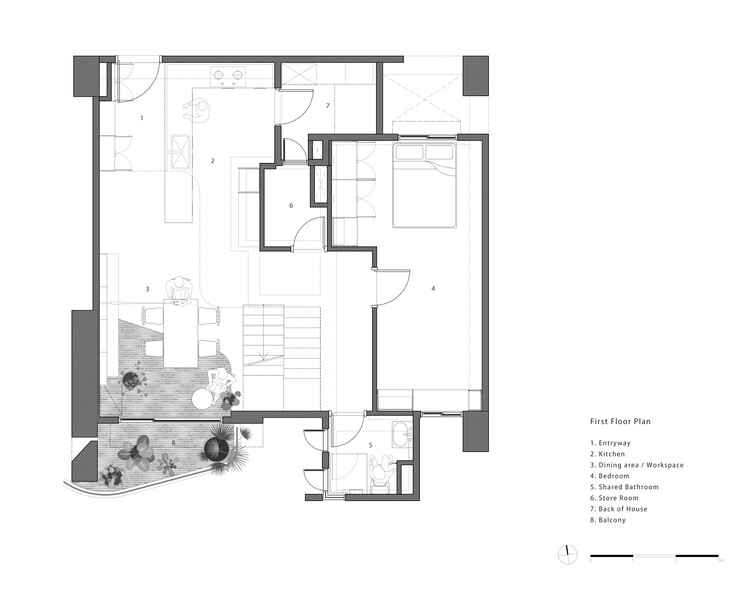 1
7
2
6
3
4
5
8
First Floor Plan
1. Entryway
2. Kitchen
3. Dining area / Workspace
4. Bedroom
5. Shared Bathroom
6. Store Room
7. Back of House
8. Balcony